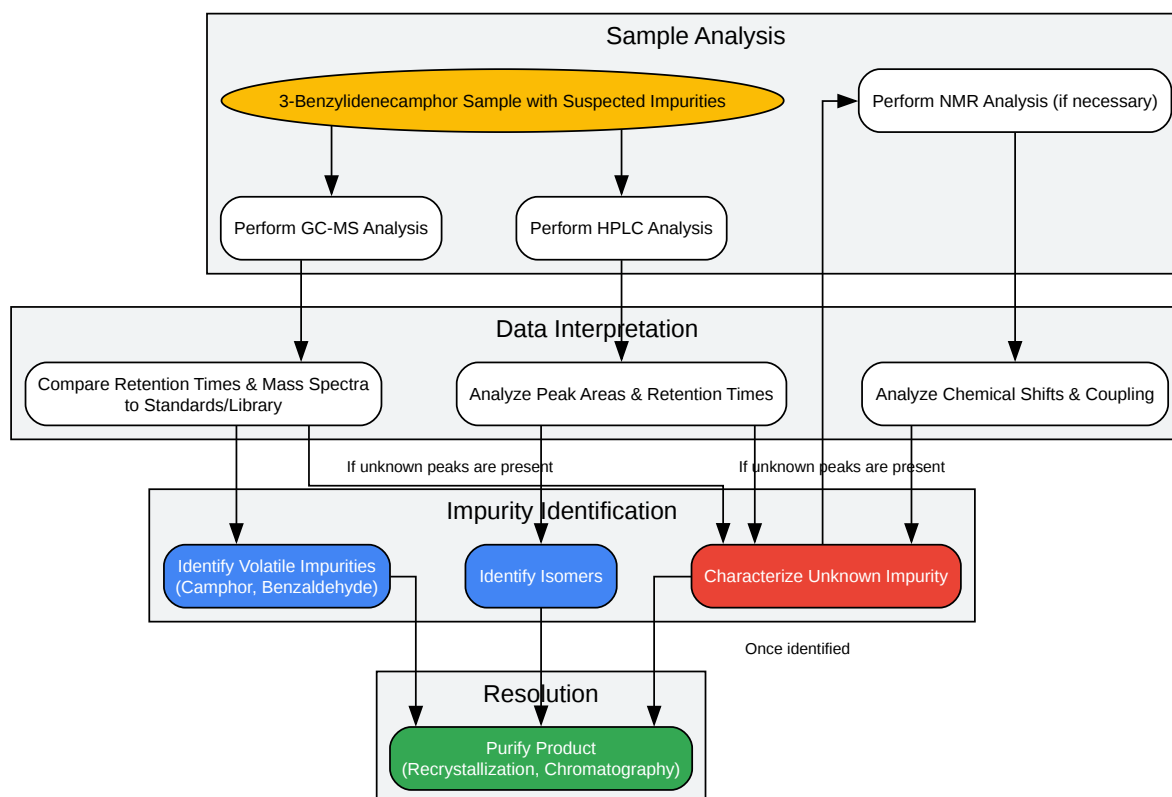 Sample Analysis
3-Benzylidenecamphor Sample with Suspected Impurities
Perform NMR Analysis (if necessary)
Perform GC-MS Analysis
Perform HPLC Analysis
Data Interpretation
Compare Retention Times & Mass Spectra
to Standards/Library
Analyze Peak Areas & Retention Times
Analyze Chemical Shifts & Coupling
If unknown peaks are present
If unknown peaks are present
Impurity Identification
Identify Volatile Impurities
(Camphor, Benzaldehyde)
Identify Isomers
Characterize Unknown Impurity
Once identified
Resolution
Purify Product
(Recrystallization, Chromatography)